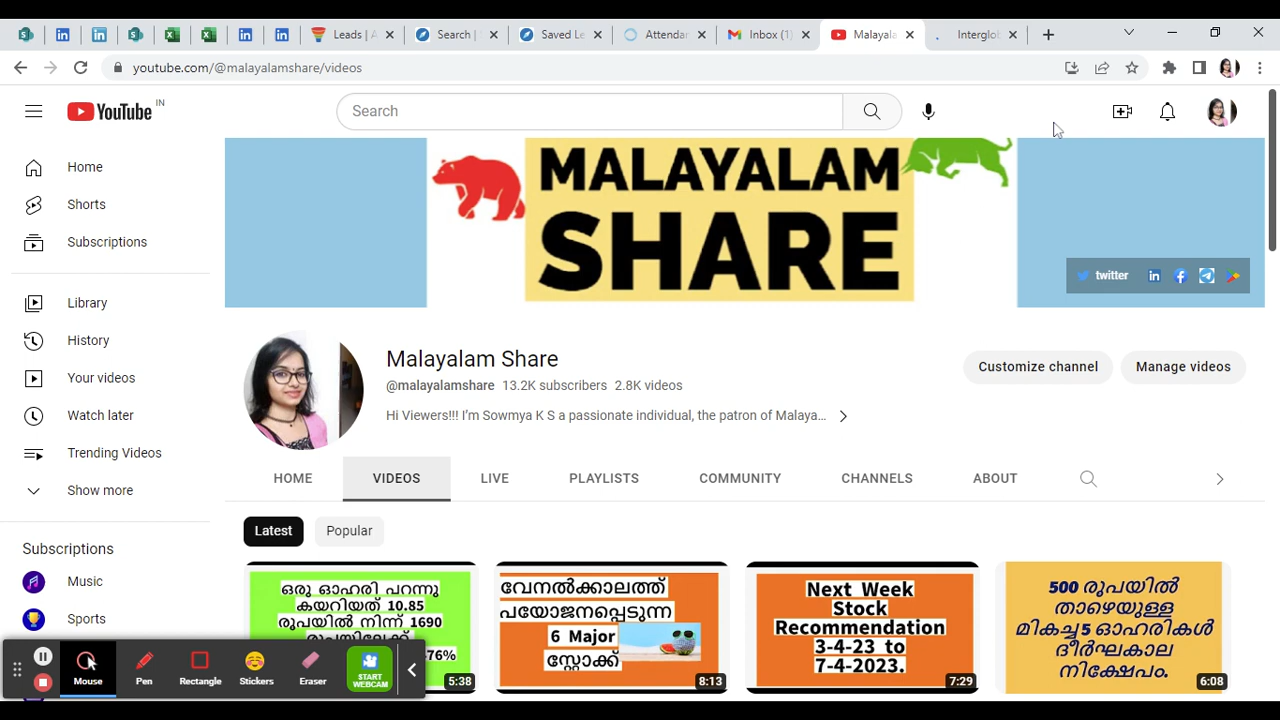 Leads | A
Search |
Saved Le
Attendar
Inbox (1)
Malayala
Interglob
youtube.com/@malayalamshare/videos
YouTube IN
Search
Home
Shorts
Subscriptions
Library
History
Your videos
Watch later
Trending Videos
Show more
Subscriptions
Music
Sports
MALAYALAM
SHARE
twitter
Malayalam Share
@malayalamshare 13.2K subscribers 2.8K videos
Hi Viewers!!! I'm Sowmya K S a passionate individual, the patron of Malaya...
Customize channel
Manage videos
HOME
VIDEOS
LIVE
PLAYLISTS
COMMUNITY
CHANNELS
ABOUT
Latest
Popular
ഒരു ഓഹരി പറന്നു
കയറിയത് 10.85
രൂപയിൽ നിന്ന് 1690
രൂപയിലേക്ക്
76%
5:38
വേനൽക്കാലത്ത്
പയോജനപ്പെടുന്ന
6 Major
സ്റ്റോക്ക്
8:13
Next Week
Stock
Recommendation
3-4-23 to
7-4-2023.
7:29
500 രൂപയിൽ
താഴെയുള്ള
മികച്ച 5 ഓഹരികൾ
ദീർഘകാല
നിക്ഷേപം.
6:08
Mouse
Pen
Rectangle
Stickers
Eraser
START
WEBCAM